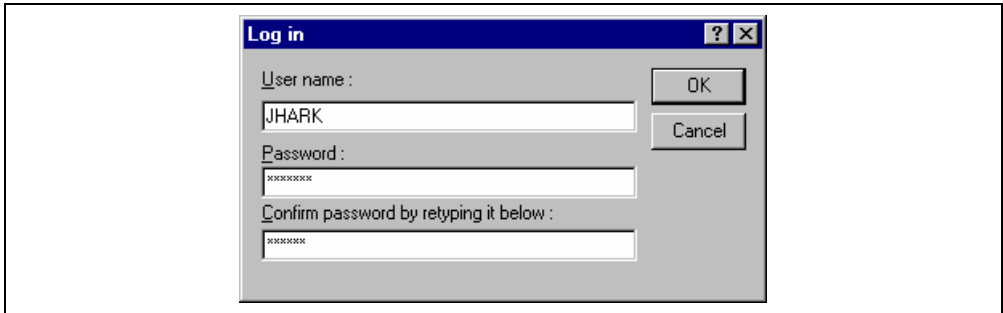 Log in
User name :
OK
JHARK
Cancel
Password :
*******
Confirm password by retyping it below :
******